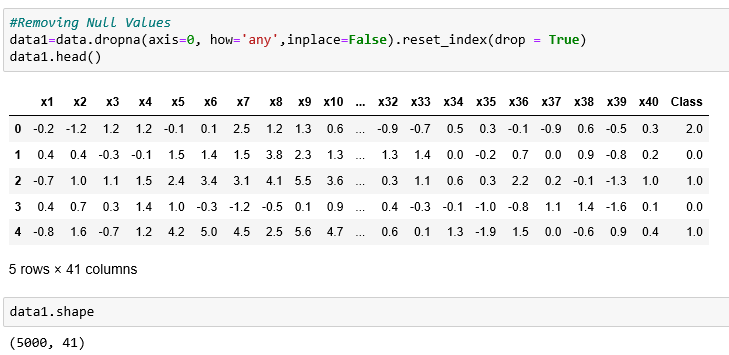 #Removing Null Values
data1=data.dropna(axis=0, how='any',inplace=False).reset_index(drop = True)
data1.head()
x1 x2 x3 x4 x5 x6 x7 x8 x9 x10 ... x32 x33 x34 x35 x36 x37 x38 x39 x40 Class
0 -0.2 -1.2 1.2 1.2 -0.1 0.1 2.5 1.2 1.3 0.6 ... -0.9 -0.7 0.5 0.3 -0.1 -0.9 0.6 -0.5 0.3 2.0
1 0.4 0.4 -0.3 -0.1 1.5 1.4 1.5 3.8 2.3 1.3 ... 1.3 1.4 0.0 -0.2 0.7 0.0 0.9 -0.8 0.2 0.0
2 -0.7 1.0 1.1 1.5 2.4 3.4 3.1 4.1 5.5 3.6 ... 0.3 1.1 0.6 0.3 2.2 0.2 -0.1 -1.3 1.0 1.0
3 0.4 0.7 0.3 1.4 1.0 -0.3 -1.2 -0.5 0.1 0.9 ... 0.4 -0.3 -0.1 -1.0 -0.8 1.1 1.4 -1.6 0.1 0.0
4 -0.8 1.6 -0.7 1.2 4.2 5.0 4.5 2.5 5.6 4.7 ... 0.6 0.1 1.3 -1.9 1.5 0.0 -0.6 0.9 0.4 1.0
5 rows × 41 columns
data1.shape
(5000, 41)